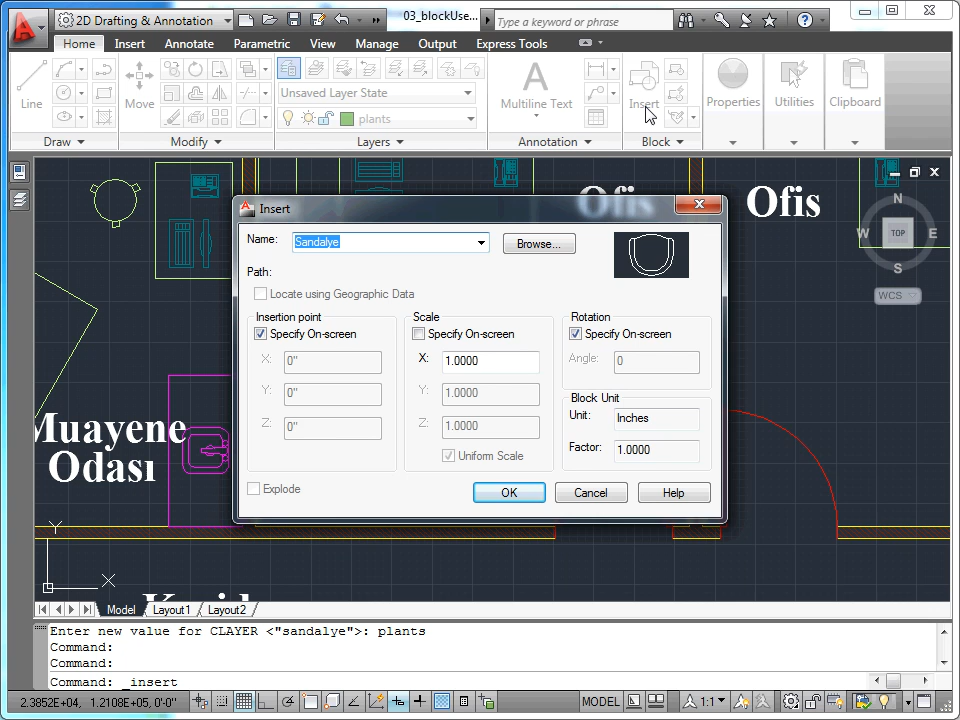 2D Drafting & Annotation
03_blockUse...
Type a keyword or phrase
Home Insert Annotate Parametric View Manage Output Express Tools
Line
Move
Unsaved Layer State
plants
Multiline Text
Insert
Properties
Utilities
Clipboard
Draw
Modify
Layers
Annotation
Block
Ofis
Ofis
N
W
TOP
E
S
WCS
Muayene
Odası
Insert
Name:
Sandalye
Browse...
Path:
Locate using Geographic Data
Insertion point
Specify On-screen
X: 0"
Y: 0"
Z: 0"
Scale
Specify On-screen
X: 1.0000
Y: 1.0000
Z: 1.0000
Uniform Scale
Rotation
Specify On-screen
Angle: 0
Block Unit
Unit: Inches
Factor: 1.0000
Explode
OK
Cancel
Help
Y
X
Model Layout1 Layout2
Enter new value for CLAYER <"sandalye">: plants
Command:
Command:
Command: _insert
2.3852E+04, 1.2108E+05, 0'-0"
MODEL
1:1